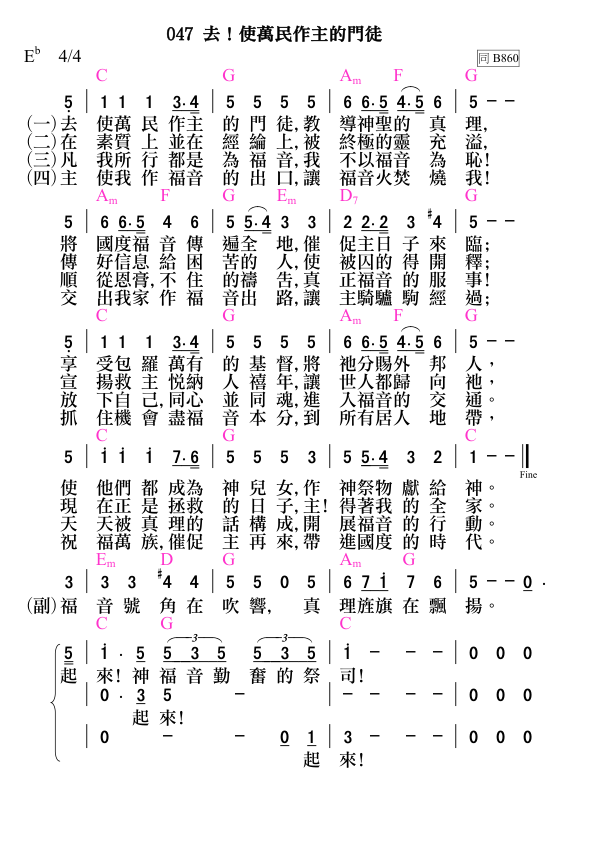 047 去！使萬民作主的門徒
E♭ 4/4
同 B860
C G Am F G
5 | 1 1 1 3·4 | 5 5 5 5 | 6 6·5 4·5 6 | 5 - -
(一)去 使萬民作主的門徒,教導神聖的真理,
(二)在 素質上並在經綸上,被終極的靈充溢,
(三)凡 我所行都是為福音,我不以福音為恥!
(四)主 使我作福音的出口,讓福音火焚燒我!
Am F G Em D7 G
5 | 6 6·5 4 6 | 5 5·4 3 3 | 2 2·2 3 #4 | 5 - -
將 國度福音傳遍全地,催促主日子來臨;
傳 好信息給困苦的人,使被囚的得開釋;
順 從恩膏,不住的禱告,真正福音的服事!
交 出我家作福音出路,讓主騎驢駒經過;
C G Am F G
5 | 1 1 1 3·4 | 5 5 5 5 | 6 6·5 4·5 6 | 5 - -
享 受包羅萬有的基督,將祂分賜外邦人，
宣 揚救主悅納人禧年,讓世人都歸向祂，
放 下自己,同心並同魂,進入福音的交通。
抓 住機會盡福音本分,到所有居人地帶，
C G C
5 | i i i 7·6 | 5 5 5 3 | 5 5·4 3 2 | 1 - -
Fine
使 他們都成為神兒女,作神祭物獻給神。
現 在正是拯救的日子,主!得著我的全家。
天 天被真理的話構成,開展福音的行動。
祝 福萬族,催促主再來,帶進國度的時代。
Em D G Am G
3 | 3 3 #4 4 | 5 5 0 5 | 6 7 i 7 6 | 5 - - 0 ·
(副)福 音號角在吹響,真理旌旗在飄揚。
C G C
5 | i · 5 5 3 5 5 3 5 | i - - - | 0 0 0
起 來!神福音勤奮的祭司!
| 0 · 3 5 - - | - - - - | 0 0 0
起來!
| 0 - - 0 1 | 3 - - - | 0 0 0
起 來!